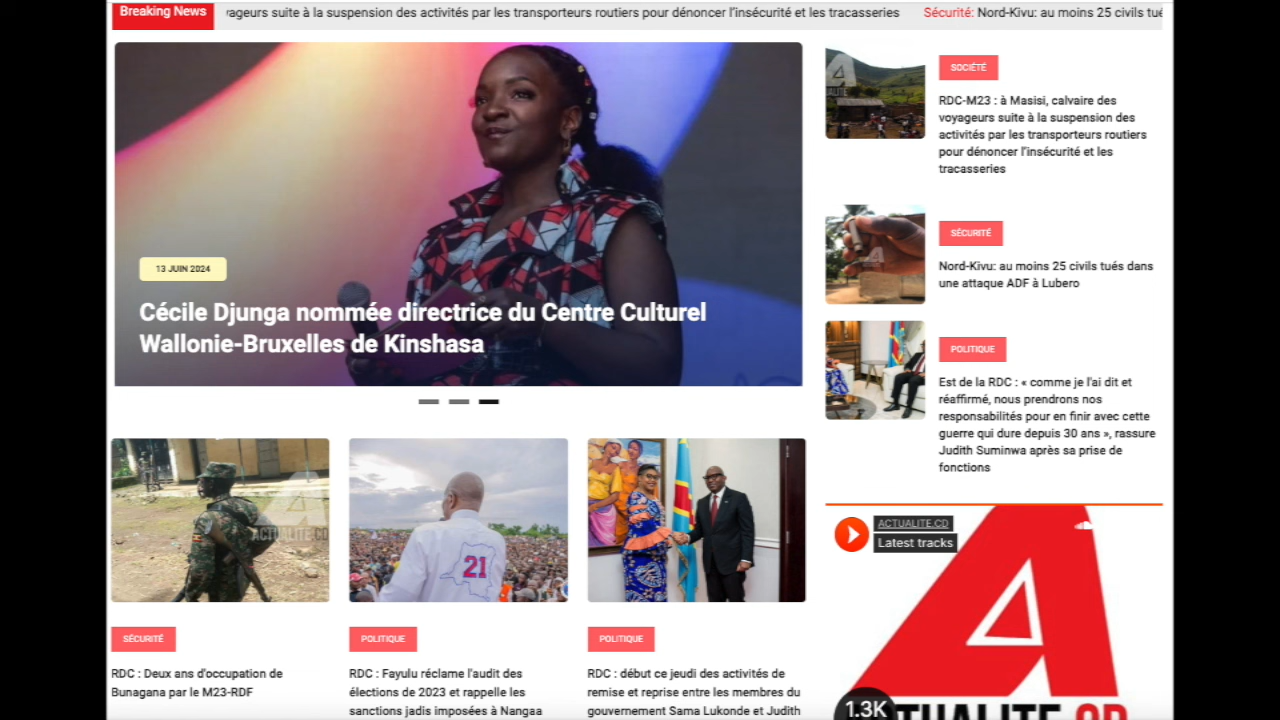 Breaking News
yageurs suite à la suspension des activités par les transporteurs routiers pour dénoncer l'insécurité et les tracasseries Sécurité: Nord-Kivu: au moins 25 civils tué
13 JUIN 2024
Cécile Djunga nommée directrice du Centre Culturel
Wallonie-Bruxelles de Kinshasa
SOCIÉTÉ
RDC-M23 : à Masisi, calvaire des
voyageurs suite à la suspension des
activités par les transporteurs routiers
pour dénoncer l'insécurité et les
tracasseries
SÉCURITÉ
Nord-Kivu: au moins 25 civils tués dans
une attaque ADF à Lubero
POLITIQUE
Est de la RDC : « comme je l'ai dit et
réaffirmé, nous prendrons nos
responsabilités pour en finir avec cette
guerre qui dure depuis 30 ans », rassure
Judith Suminwa après sa prise de
fonctions
ACTUALITE.CD
21
SÉCURITÉ
RDC : Deux ans d'occupation de
Bunagana par le M23-RDF
POLITIQUE
RDC : Fayulu réclame l'audit des
élections de 2023 et rappelle les
sanctions jadis imposées à Nangaa
POLITIQUE
RDC : début ce jeudi des activités de
remise et reprise entre les membres du
gouvernement Sama Lukonde et Judith
ACTUALITE.CD
Latest tracks
1.3K
TUALITE.CD